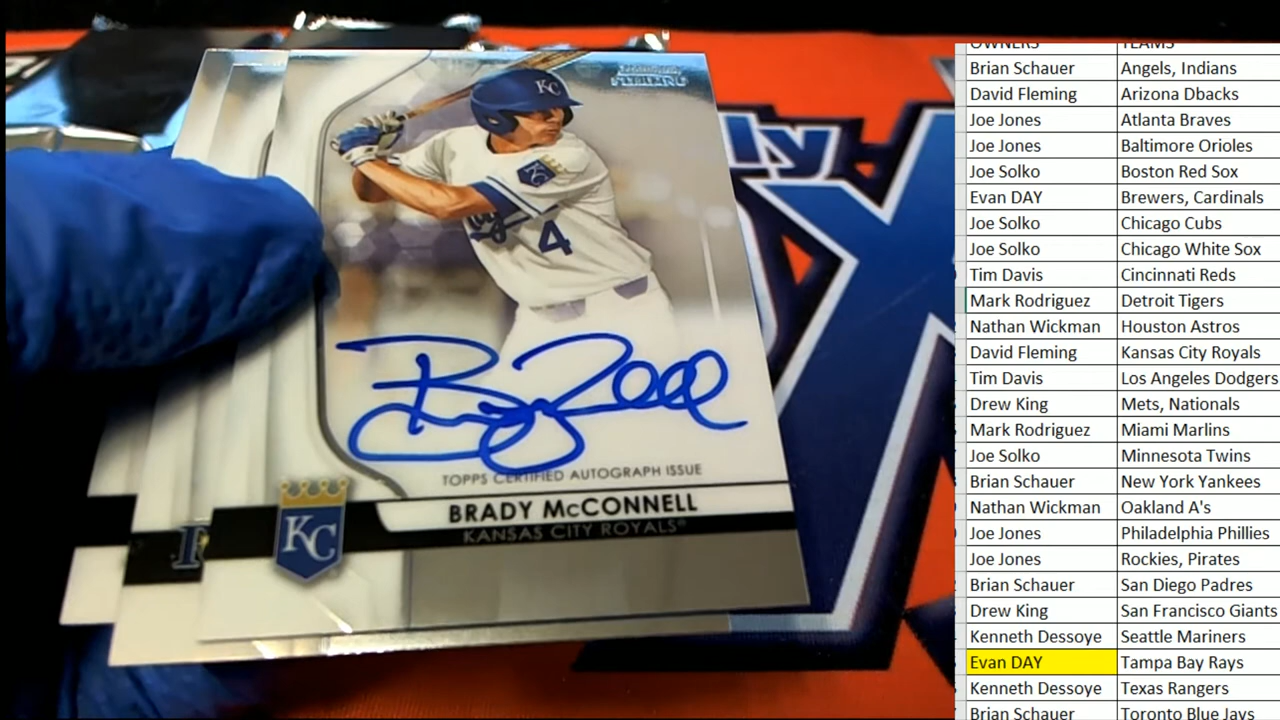 KC
4
TOPPS CERTIFIED AUTOGRAPH ISSUE
BRADY McCONNELL
KANSAS CITY ROYALS®
KC
ly
OWNERS TEAMS
Brian Schauer Angels, Indians
David Fleming Arizona Dbacks
Joe Jones Atlanta Braves
Joe Jones Baltimore Orioles
Joe Solko Boston Red Sox
Evan DAY Brewers, Cardinals
Joe Solko Chicago Cubs
Joe Solko Chicago White Sox
Tim Davis Cincinnati Reds
Mark Rodriguez Detroit Tigers
Nathan Wickman Houston Astros
David Fleming Kansas City Royals
Tim Davis Los Angeles Dodgers
Drew King Mets, Nationals
Mark Rodriguez Miami Marlins
Joe Solko Minnesota Twins
Brian Schauer New York Yankees
Nathan Wickman Oakland A's
Joe Jones Philadelphia Phillies
Joe Jones Rockies, Pirates
Brian Schauer San Diego Padres
Drew King San Francisco Giants
Kenneth Dessoye Seattle Mariners
Evan DAY Tampa Bay Rays
Kenneth Dessoye Texas Rangers
Brian Schauer Toronto Blue Jays